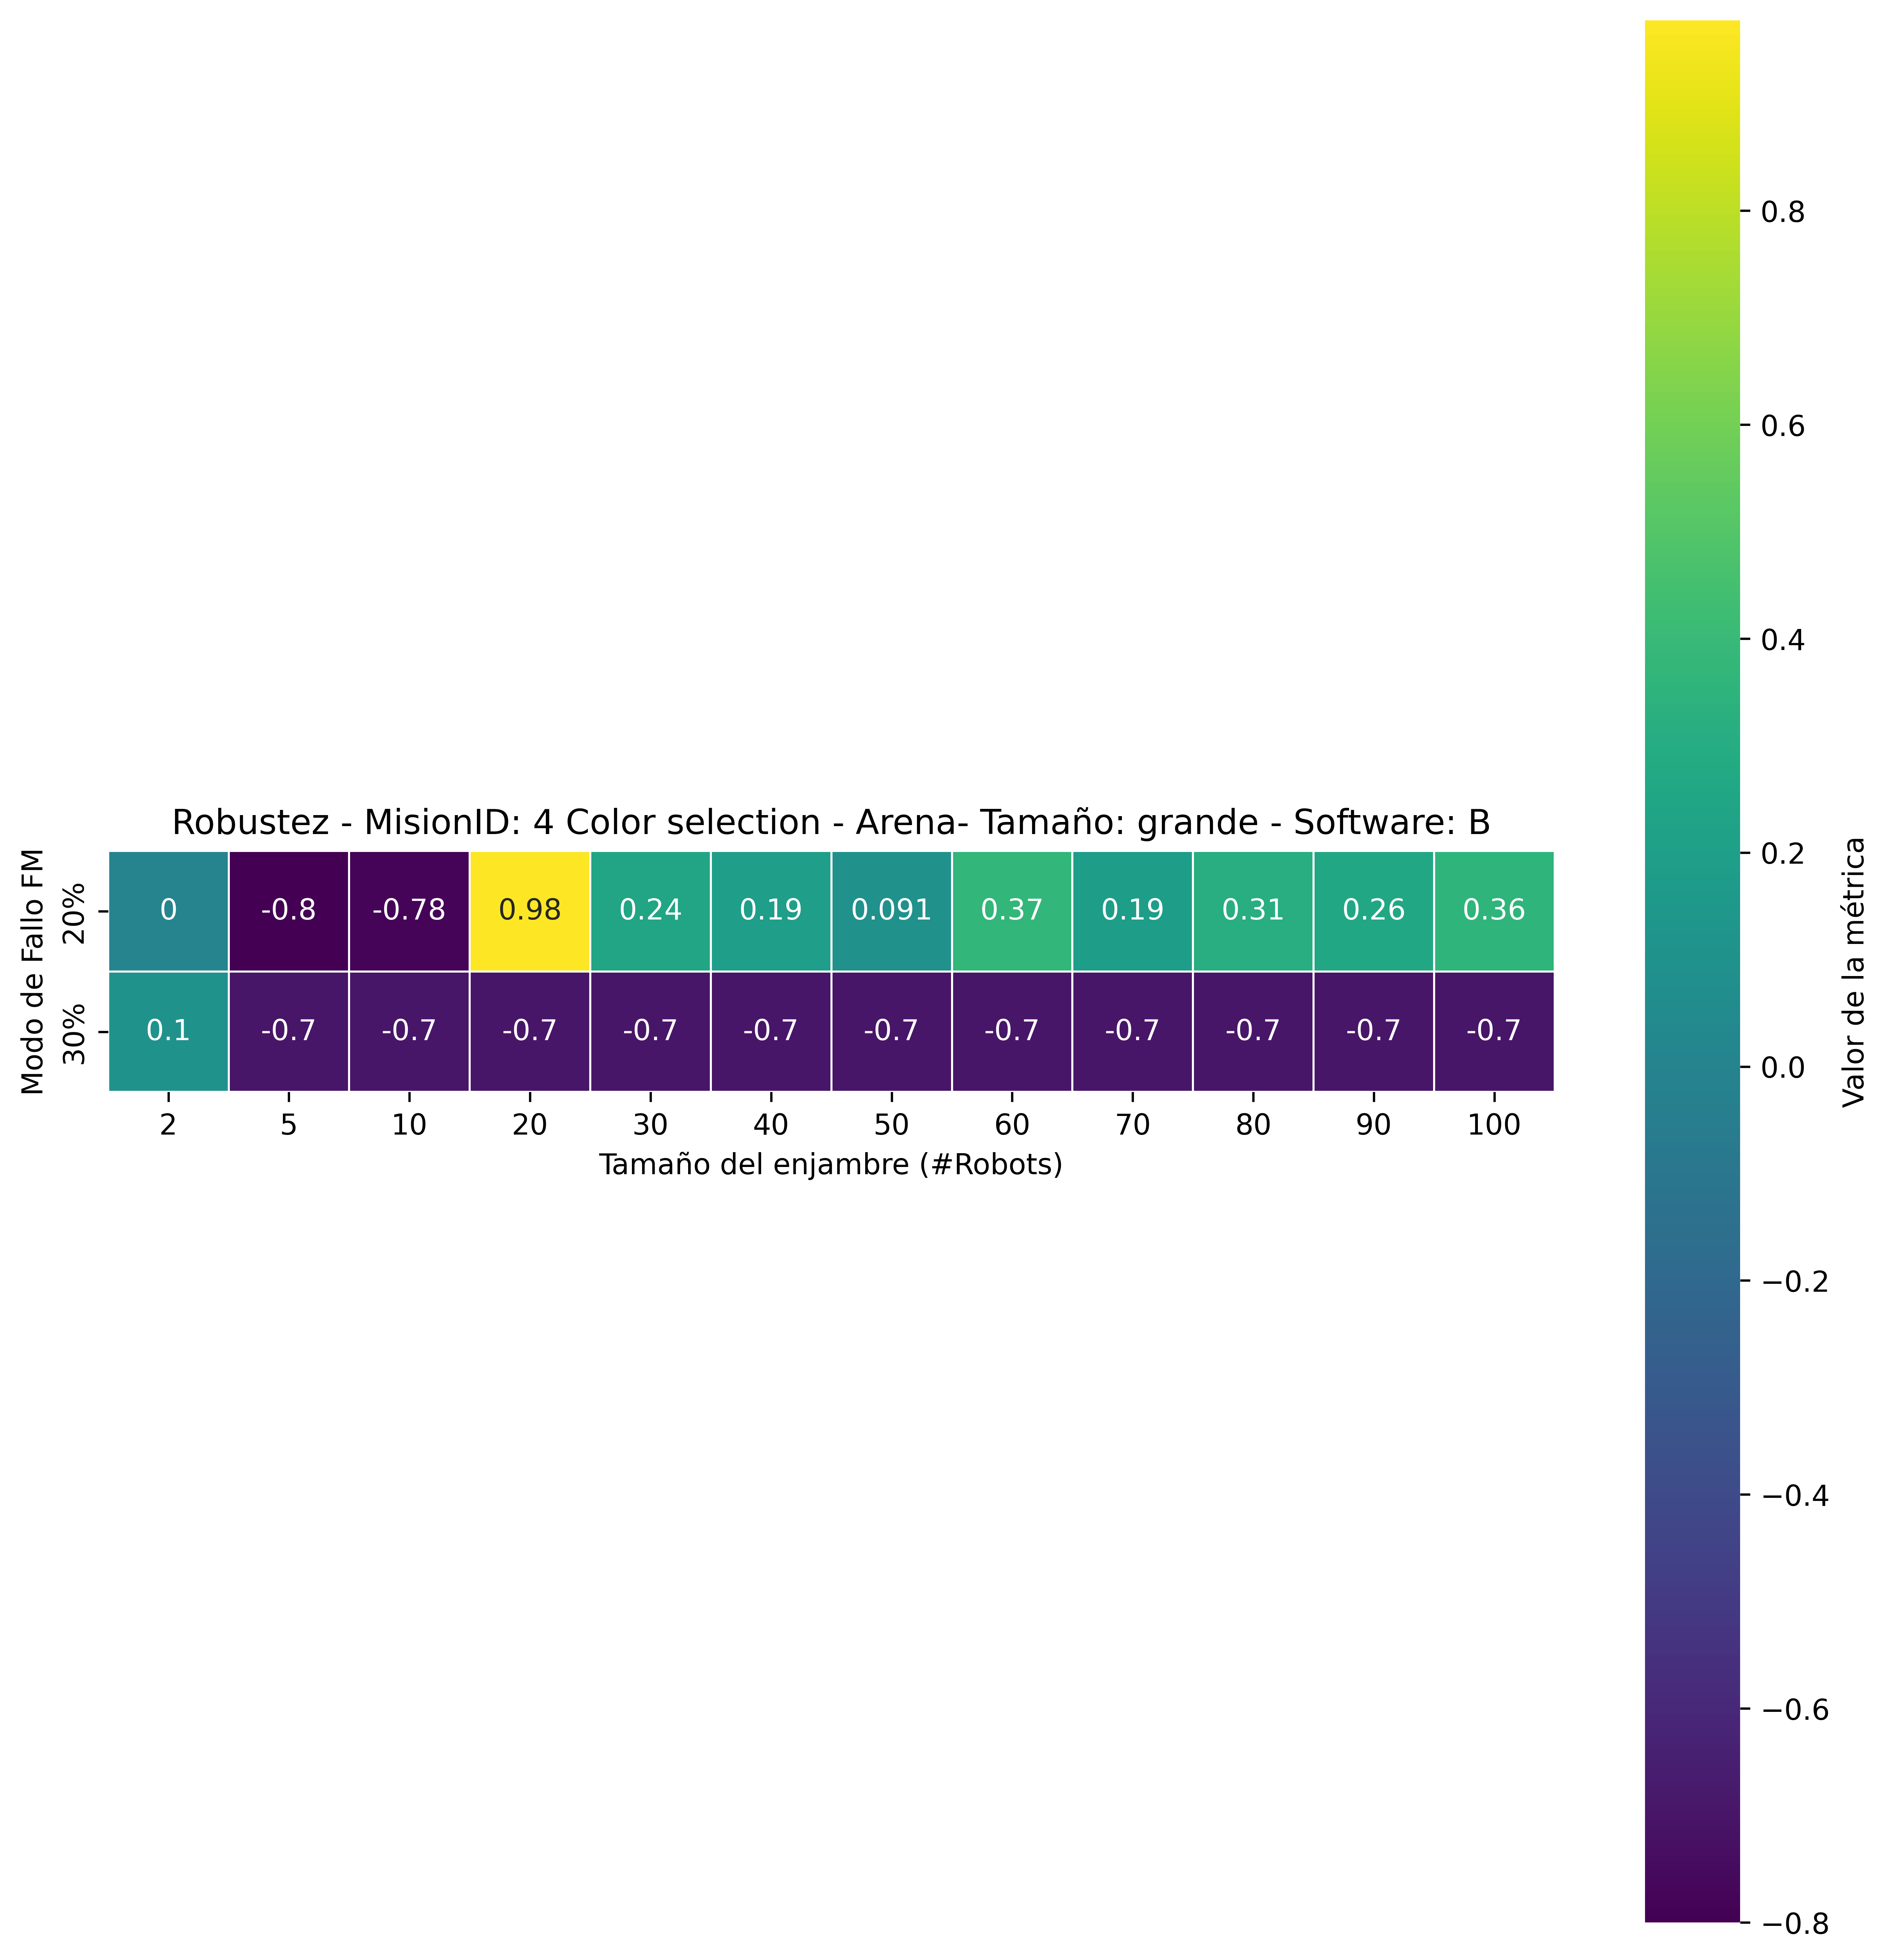 Robustez - MisionID: 4 Color selection - Arena- Tamaño: grande - Software: B
Modo de Fallo FM
20%
0 -0.8 -0.78 0.98 0.24 0.19 0.091 0.37 0.19 0.31 0.26 0.36
30%
0.1 -0.7 -0.7 -0.7 -0.7 -0.7 -0.7 -0.7 -0.7 -0.7 -0.7 -0.7
2 5 10 20 30 40 50 60 70 80 90 100
Tamaño del enjambre (#Robots)
0.8
0.6
0.4
0.2
0.0
−0.2
−0.4
−0.6
−0.8
Valor de la métrica